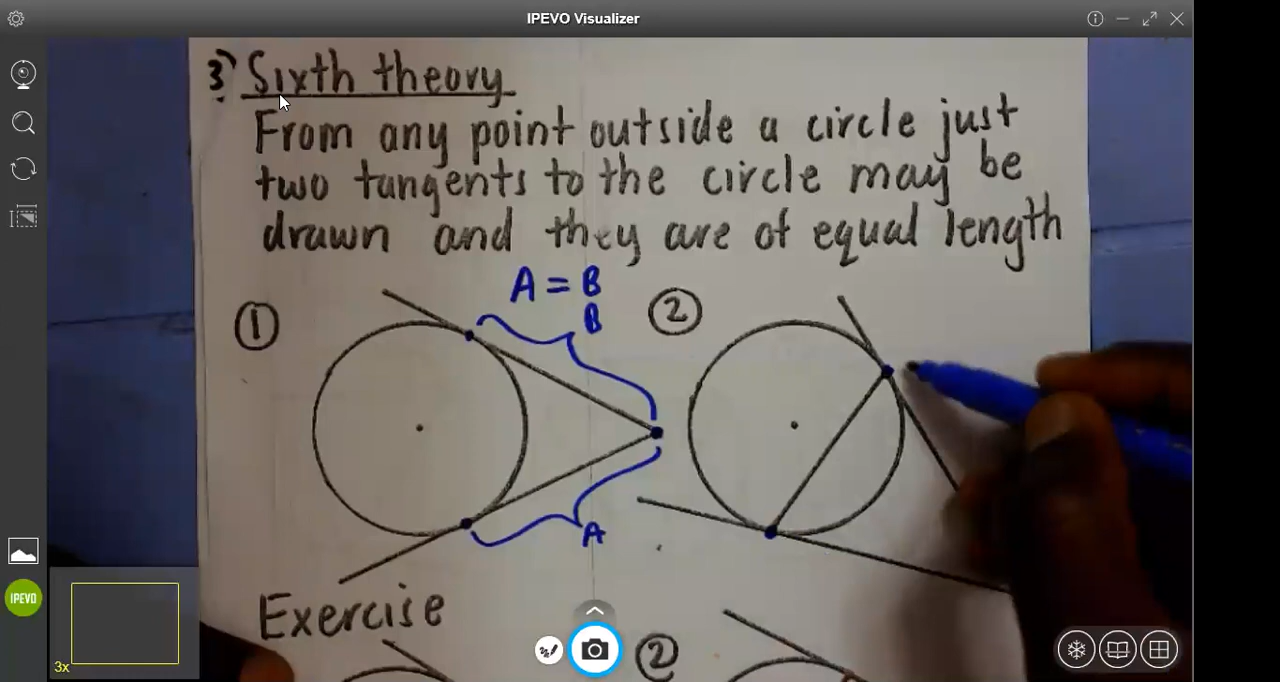 IPEVO Visualizer
3) Sixth theory
From any point outside a circle just
two tangents to the circle may be
drawn and they are of equal length
A = B
B
1
2
A
Exercise
2
IPEVO
3x